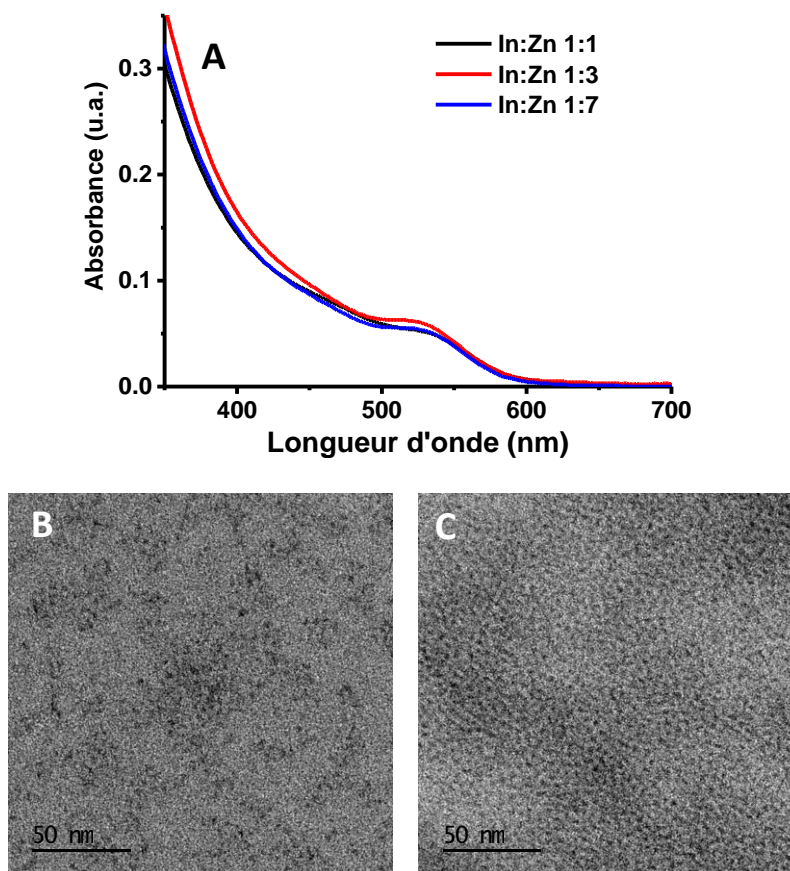 A
In:Zn 1:1
In:Zn 1:3
In:Zn 1:7
Absorbance (u.a.)
0.3
0.2
0.1
0.0
400 500 600 700
Longueur d'onde (nm)
B
C
50 nm
50 nm